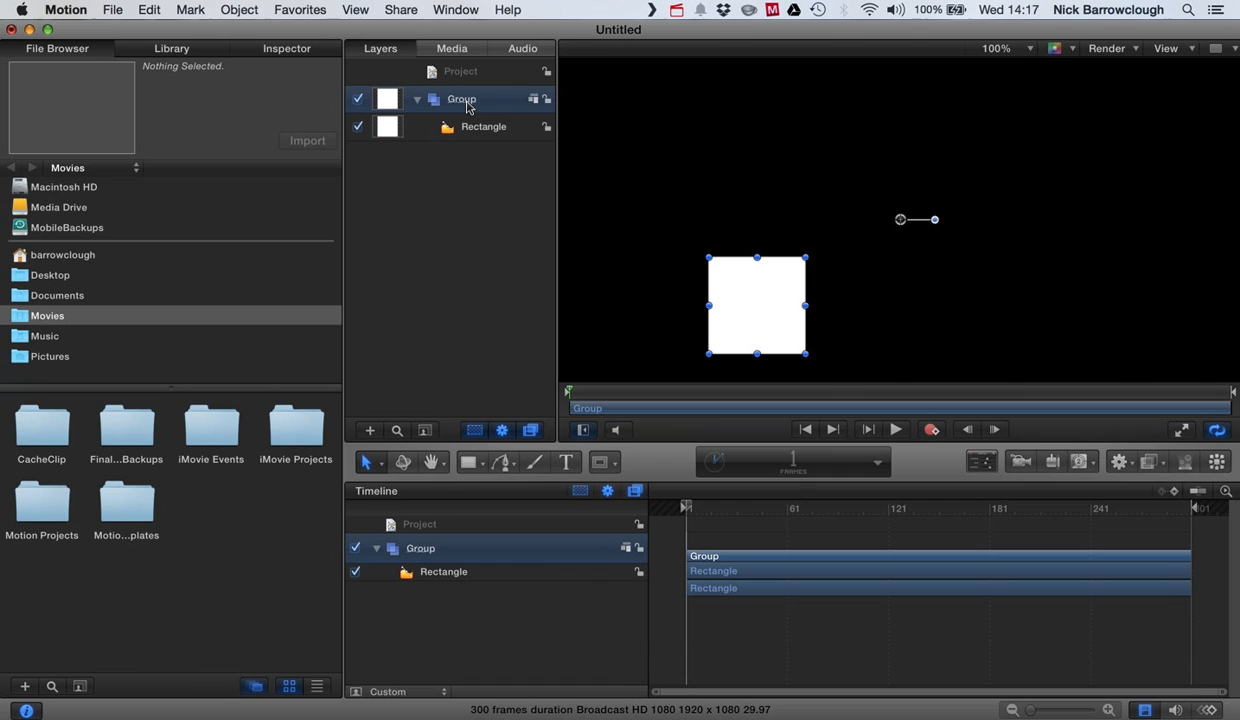 Motion File Edit Mark Object Favorites View Share Window Help 100% Wed 14:17 Nick Barrowclough
Untitled
File Browser Library Inspector Layers Media Audio 100% Render View
Nothing Selected.
Project
Group
Import
Rectangle
Movies
Macintosh HD
Media Drive
MobileBackups
barrowclough
Desktop
Documents
Movies
Music
Pictures
Group
CacheClip Final...Backups iMovie Events iMovie Projects
1
FRAMES
Timeline
61 121 181 241
Project
Group
Rectangle
Group
Rectangle
Rectangle
Motion Projects Motio...plates
Custom
300 frames duration Broadcast HD 1080 1920 x 1080 29.97